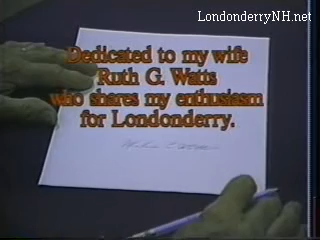 LondonderryNH.net
Dedicated to my wife
Ruth G. Watts
who shares my enthusiasm
for Londonderry.